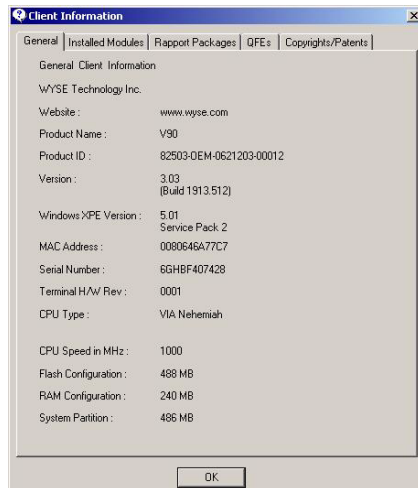 Client Information
General Installed Modules Rapport Packages QFEs Copyrights/Patents
General Client Information
WYSE Technology Inc.
Website : www.wyse.com
Product Name : V90
Product ID : 82503-OEM-0621203-00012
Version : 3.03
(Build 1913.512)
Windows XPE Version : 5.01
Service Pack 2
MAC Address : 0080646A77C7
Serial Number : 6GHBF407428
Terminal H/W Rev : 0001
CPU Type : VIA Nehemiah
CPU Speed in MHz : 1000
Flash Configuration : 488 MB
RAM Configuration : 240 MB
System Partition : 486 MB
OK